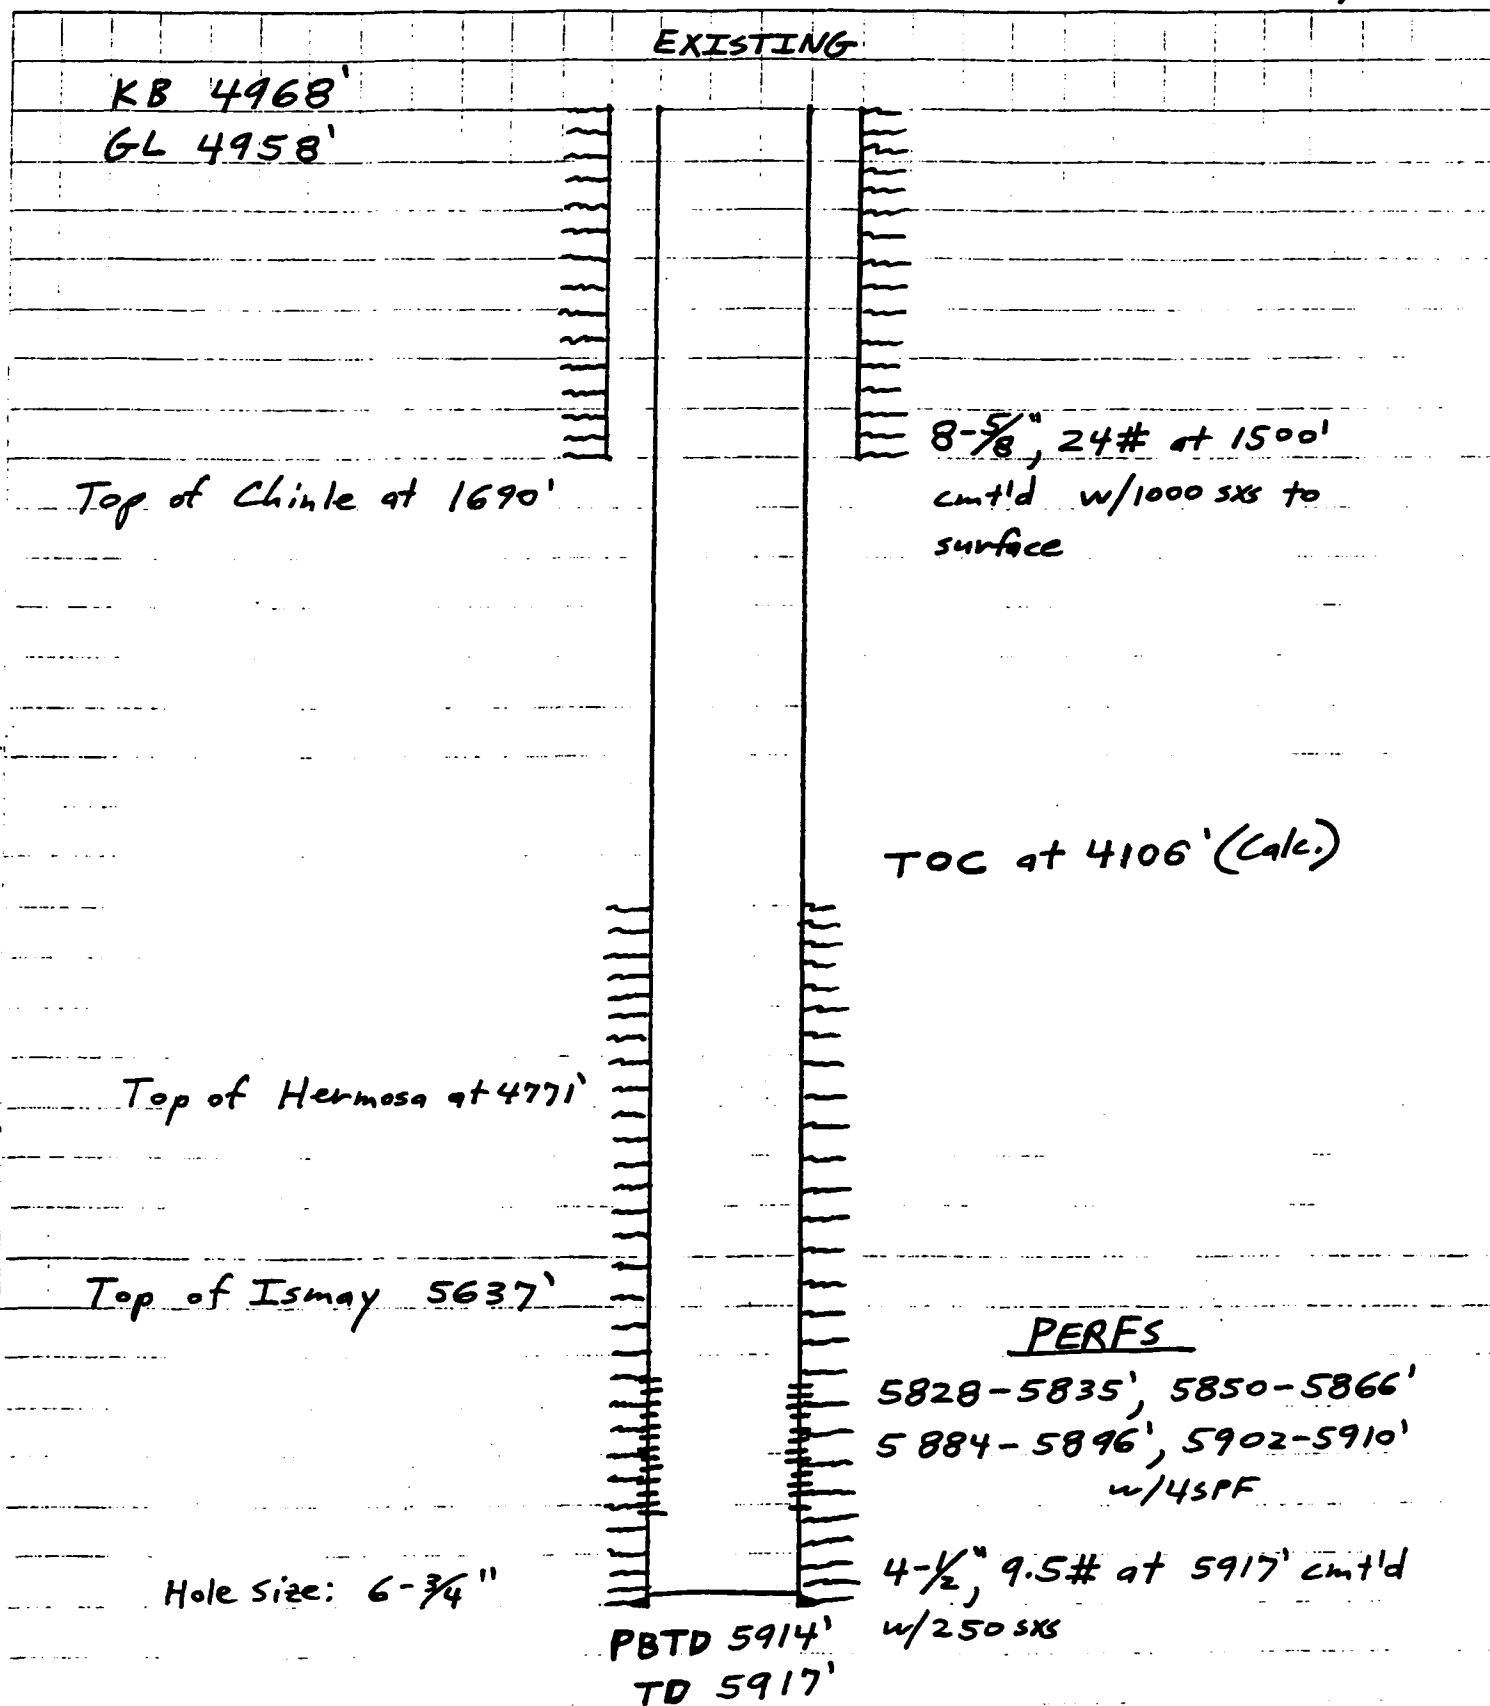 EXISTING
KB 4968'
GL 4958'
8-5/8", 24# at 1500'
cmt'd w/1000 sxs to
surface
Top of Chinle at 1690'
TOC at 4106' (Calc.)
Top of Hermosa at 4771'
Top of Ismay 5637'
PERFS
5828-5835', 5850-5866'
5884-5896', 5902-5910'
w/4SPF
4-1/2", 9.5# at 5917' cmt'd
w/250 sxs
Hole size: 6-3/4"
PBTD 5914'
TD 5917'